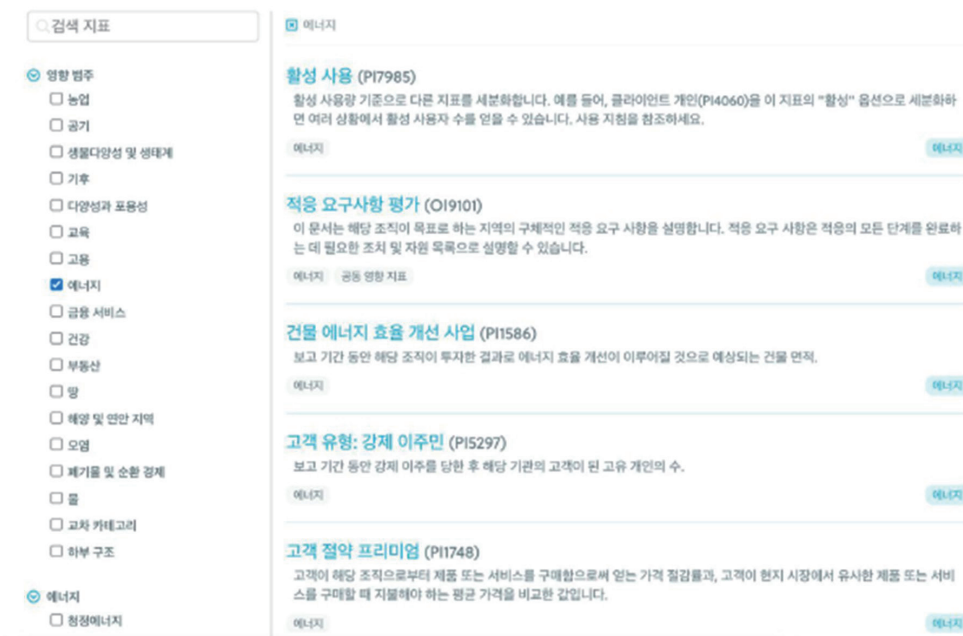 검색 지표
영향 범주
농업
공기
생물다양성 및 생태계
기후
다양성과 포용성
교육
고용
에너지
금융 서비스
건강
부동산
땅
해양 및 연안 지역
오염
폐기물 및 순환 경제
물
교차 카테고리
하부 구조
에너지
청정에너지
에너지
활성 사용 (PI7985)
활성 사용량 기준으로 다른 지표를 세분화합니다. 예를 들어, 클라이언트 개인(PI4060)을 이 지표의 "활성" 옵션으로 세분화하
면 여러 상황에서 활성 사용자 수를 얻을 수 있습니다. 사용 지침을 참조하세요.
에너지
에너지
적응 요구사항 평가 (OI9101)
이 문서는 해당 조직이 목표로 하는 지역의 구체적인 적응 요구 사항을 설명합니다. 적응 요구 사항은 적응의 모든 단계를 완료하
는 데 필요한 조치 및 자원 목록으로 설명할 수 있습니다.
에너지 공동 영향 지표
에너지
건물 에너지 효율 개선 사업 (PI1586)
보고 기간 동안 해당 조직이 투자한 결과로 에너지 효율 개선이 이루어질 것으로 예상되는 건물 면적.
에너지
에너지
고객 유형: 강제 이주민 (PI5297)
보고 기간 동안 강제 이주를 당한 후 해당 기관의 고객이 된 고유 개인의 수.
에너지
에너지
고객 절약 프리미엄 (PI1748)
고객이 해당 조직으로부터 제품 또는 서비스를 구매함으로써 얻는 가격 절감률과, 고객이 현지 시장에서 유사한 제품 또는 서비
스를 구매할 때 지불해야 하는 평균 가격을 비교한 값입니다.
에너지
에너지